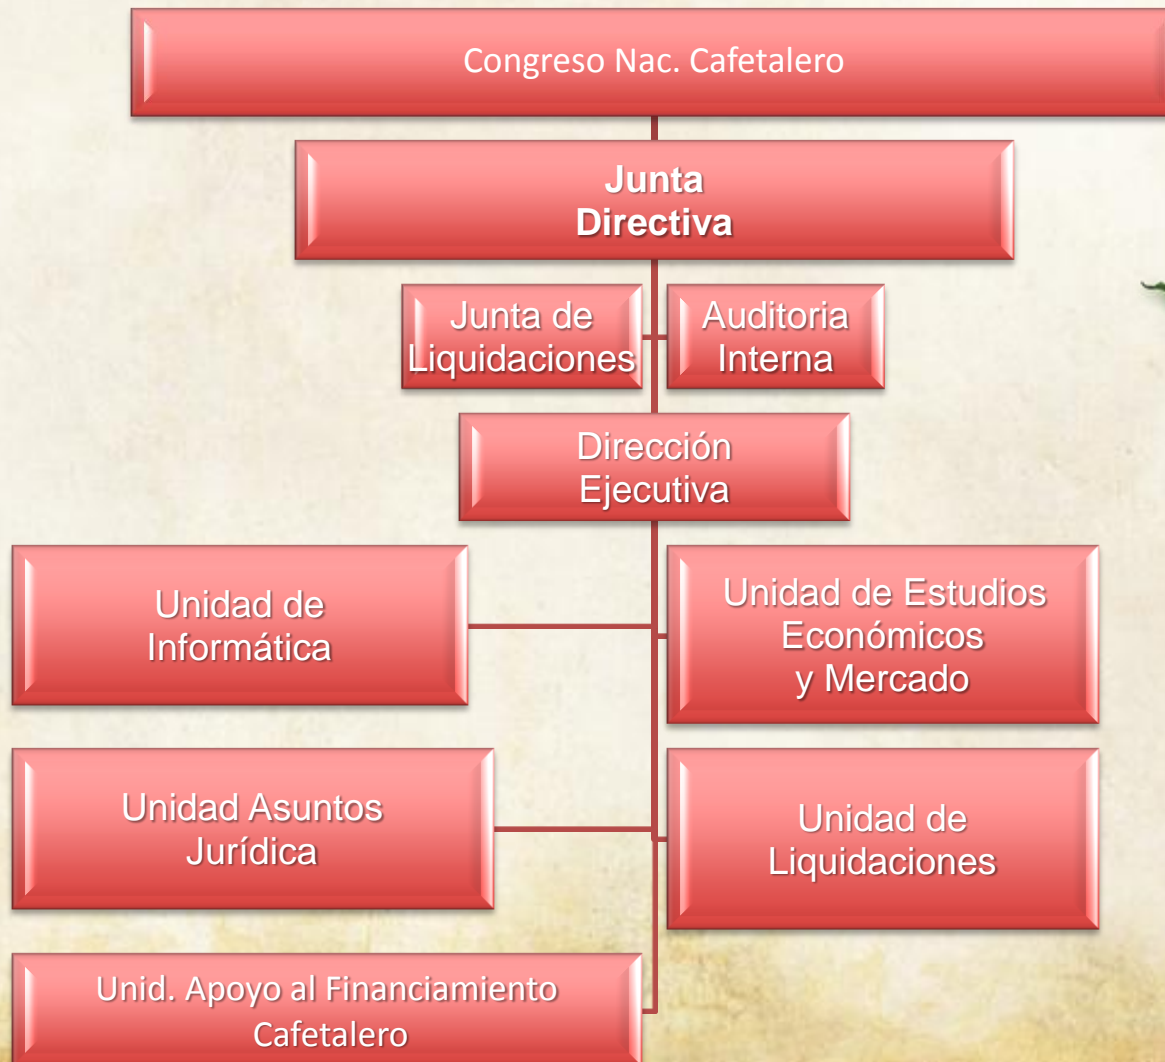 Congreso Nac. Cafetalero
Junta
Directiva
Junta de
Liquidaciones
Auditoria
Interna
Dirección
Ejecutiva
Unidad de
Informática
Unidad de Estudios
Económicos
y Mercado
Unidad Asuntos
Jurídica
Unidad de
Liquidaciones
Unid. Apoyo al Financiamiento
Cafetalero